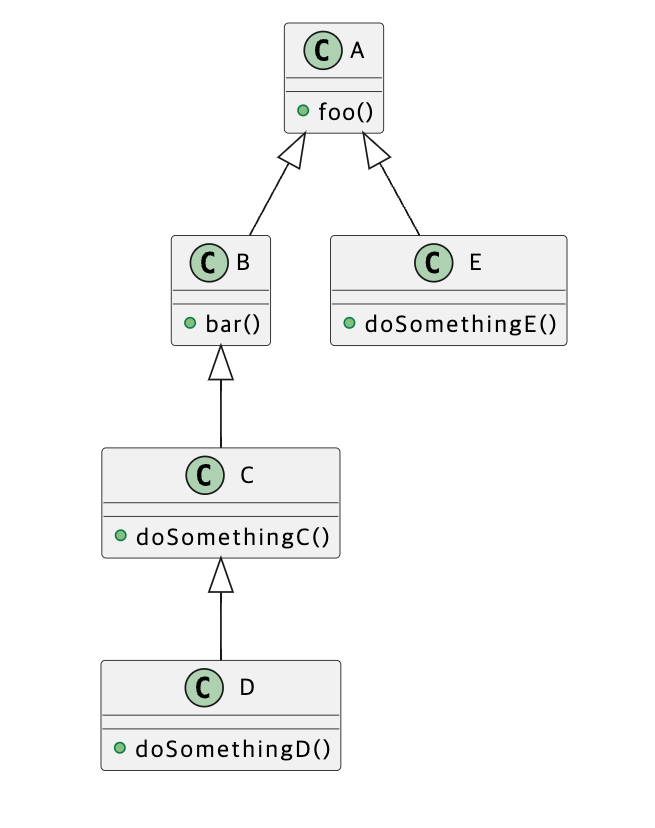 C A
foo()
C B
bar()
C E
doSomethingE()
C C
doSomethingC()
C D
doSomethingD()